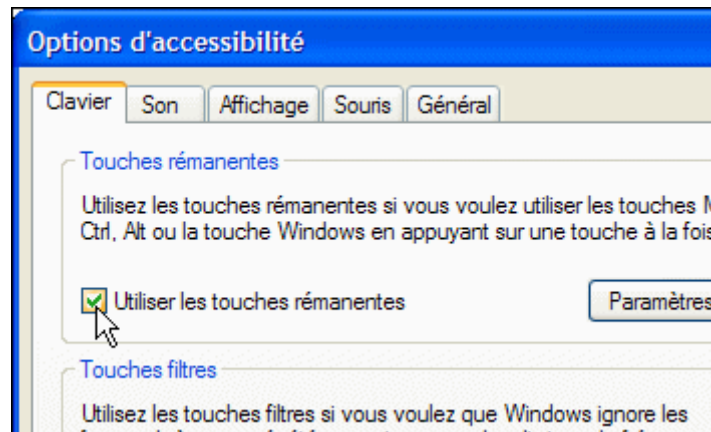 Options d'accessibilité
Clavier Son Affichage Souris Général
Touches rémanentes
Utilisez les touches rémanentes si vous voulez utiliser les touches
Ctrl, Alt ou la touche Windows en appuyant sur une touche à la fois
Utiliser les touches rémanentes
Paramètres
Touches filtres
Utilisez les touches filtres si vous voulez que Windows ignore les